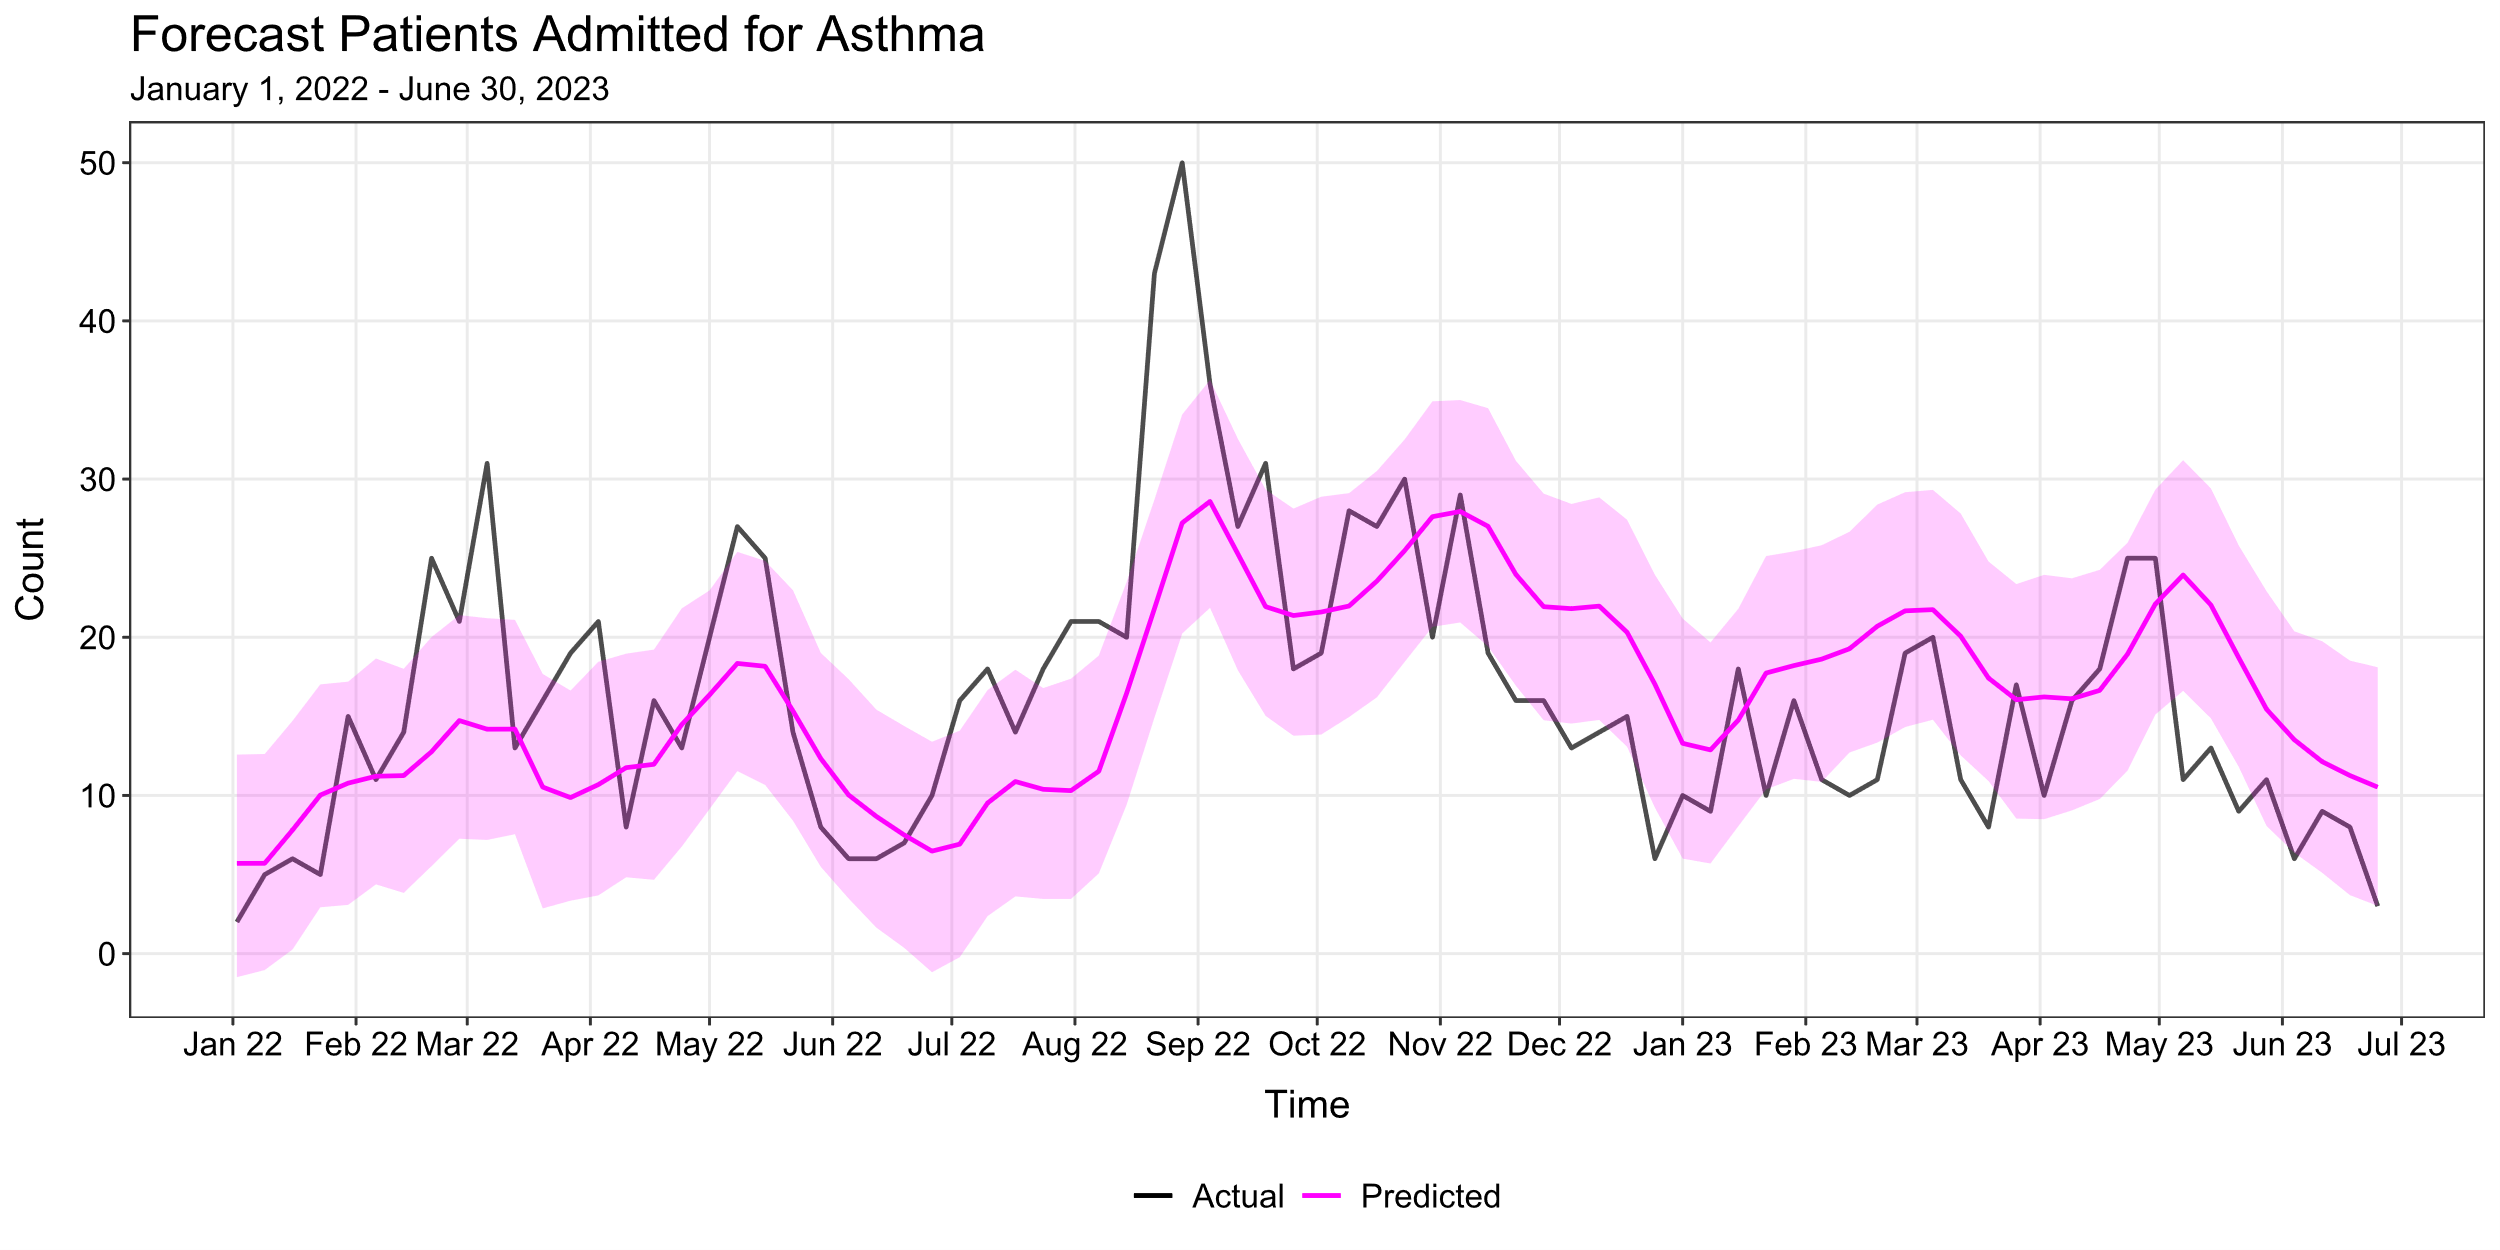 Forecast Patients Admitted for Asthma
January 1, 2022 - June 30, 2023
Count
50
40
30
20
10
0
Jan 22 Feb 22 Mar 22 Apr 22 May 22 Jun 22 Jul 22 Aug 22 Sep 22 Oct 22 Nov 22 Dec 22 Jan 23 Feb 23 Mar 23 Apr 23 May 23 Jun 23 Jul 23
Time
Actual Predicted